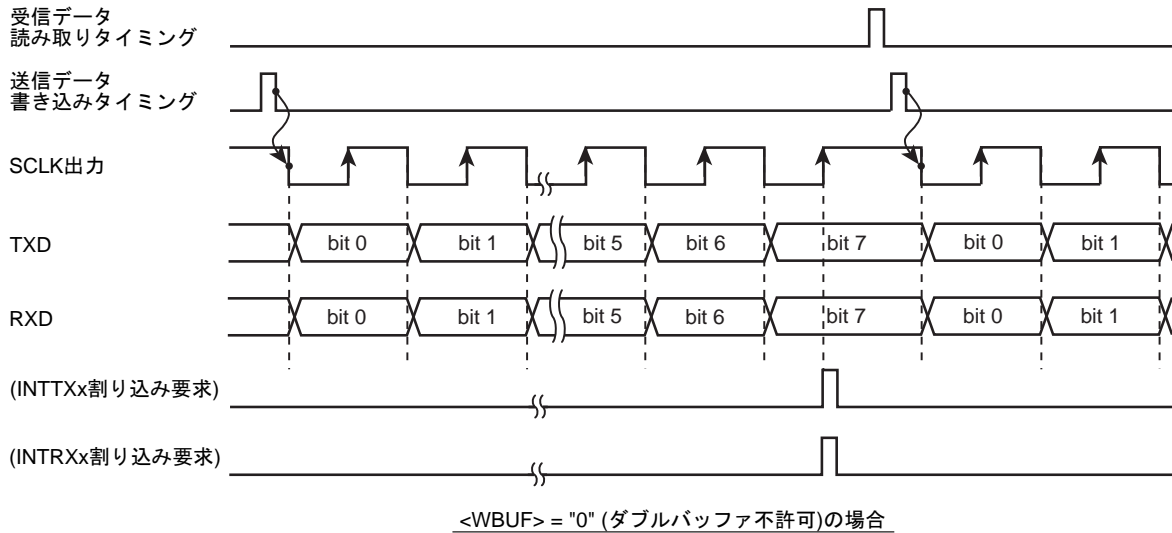 受信データ
読み取りタイミング
送信データ
書き込みタイミング
SCLK出力
TXD
bit 0
bit 1
bit 5
bit 6
bit 7
bit 0
bit 1
RXD
bit 0
bit 1
bit 5
bit 6
bit 7
bit 0
bit 1
(INTTXx割り込み要求)
(INTRXx割り込み要求)
<WBUF> = "0" (ダブルバッファ不許可)の場合